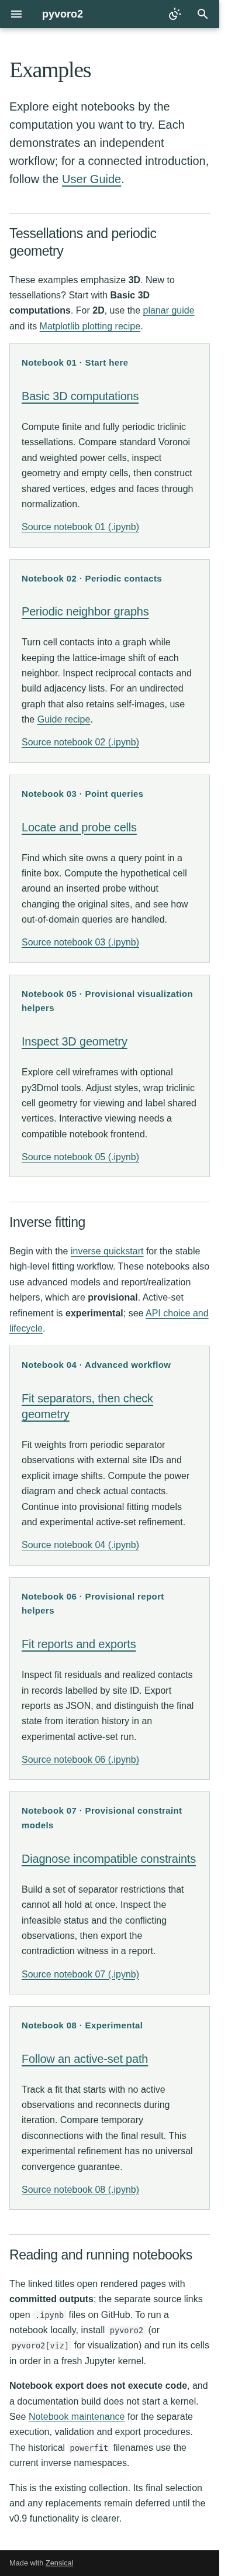 pyvoro2
Examples
Explore eight notebooks by the
computation you want to try. Each
demonstrates an independent
workflow; for a connected introduction,
follow the User Guide.
Tessellations and periodic
geometry
These examples emphasize 3D. New to
tessellations? Start with Basic 3D
computations. For 2D, use the planar guide
and its Matplotlib plotting recipe.
Notebook 01 · Start here
Basic 3D computations
Compute finite and fully periodic triclinic
tessellations. Compare standard Voronoi
and weighted power cells, inspect
geometry and empty cells, then construct
shared vertices, edges and faces through
normalization.
Source notebook 01 (.ipynb)
Notebook 02 · Periodic contacts
Periodic neighbor graphs
Turn cell contacts into a graph while
keeping the lattice-image shift of each
neighbor. Inspect reciprocal contacts and
build adjacency lists. For an undirected
graph that also retains self-images, use
the Guide recipe.
Source notebook 02 (.ipynb)
Notebook 03 · Point queries
Locate and probe cells
Find which site owns a query point in a
finite box. Compute the hypothetical cell
around an inserted probe without
changing the original sites, and see how
out-of-domain queries are handled.
Source notebook 03 (.ipynb)
Notebook 05 · Provisional visualization
helpers
Inspect 3D geometry
Explore cell wireframes with optional
py3Dmol tools. Adjust styles, wrap triclinic
cell geometry for viewing and label shared
vertices. Interactive viewing needs a
compatible notebook frontend.
Source notebook 05 (.ipynb)
Inverse fitting
Begin with the inverse quickstart for the stable
high-level fitting workflow. These notebooks also
use advanced models and report/realization
helpers, which are provisional. Active-set
refinement is experimental; see API choice and
lifecycle.
Notebook 04 · Advanced workflow
Fit separators, then check
geometry
Fit weights from periodic separator
observations with external site IDs and
explicit image shifts. Compute the power
diagram and check actual contacts.
Continue into provisional fitting models
and experimental active-set refinement.
Source notebook 04 (.ipynb)
Notebook 06 · Provisional report
helpers
Fit reports and exports
Inspect fit residuals and realized contacts
in records labelled by site ID. Export
reports as JSON, and distinguish the final
state from iteration history in an
experimental active-set run.
Source notebook 06 (.ipynb)
Notebook 07 · Provisional constraint
models
Diagnose incompatible constraints
Build a set of separator restrictions that
cannot all hold at once. Inspect the
infeasible status and the conflicting
observations, then export the
contradiction witness in a report.
Source notebook 07 (.ipynb)
Notebook 08 · Experimental
Follow an active-set path
Track a fit that starts with no active
observations and reconnects during
iteration. Compare temporary
disconnections with the final result. This
experimental refinement has no universal
convergence guarantee.
Source notebook 08 (.ipynb)
Reading and running notebooks
The linked titles open rendered pages with
committed outputs; the separate source links
open .ipynb files on GitHub. To run a
notebook locally, install pyvoro2 (or
pyvoro2[viz] for visualization) and run its cells
in order in a fresh Jupyter kernel.
Notebook export does not execute code, and
a documentation build does not start a kernel.
See Notebook maintenance for the separate
execution, validation and export procedures.
The historical powerfit filenames use the
current inverse namespaces.
This is the existing collection. Its final selection
and any replacements remain deferred until the
v0.9 functionality is clearer.
Made with Zensical